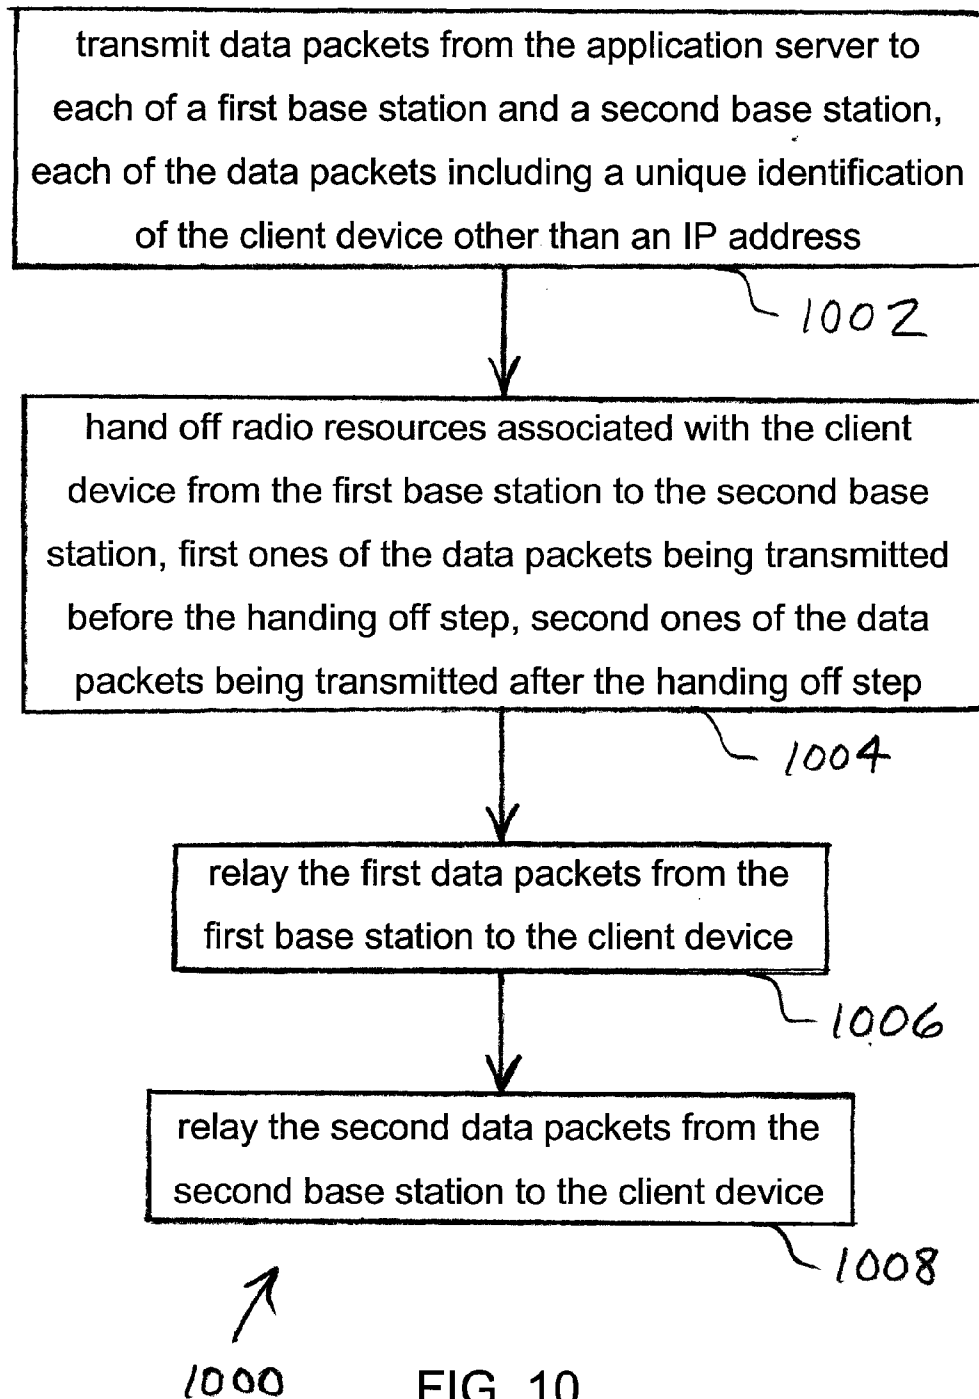 transmit data packets from the application server to
each of a first base station and a second base station,
each of the data packets including a unique identification
of the client device other than an IP address
1002
hand off radio resources associated with the client
device from the first base station to the second base
station, first ones of the data packets being transmitted
before the handing off step, second ones of the data
packets being transmitted after the handing off step
1004
relay the first data packets from the
first base station to the client device
1006
relay the second data packets from the
second base station to the client device
1008
1000
FIG. 10